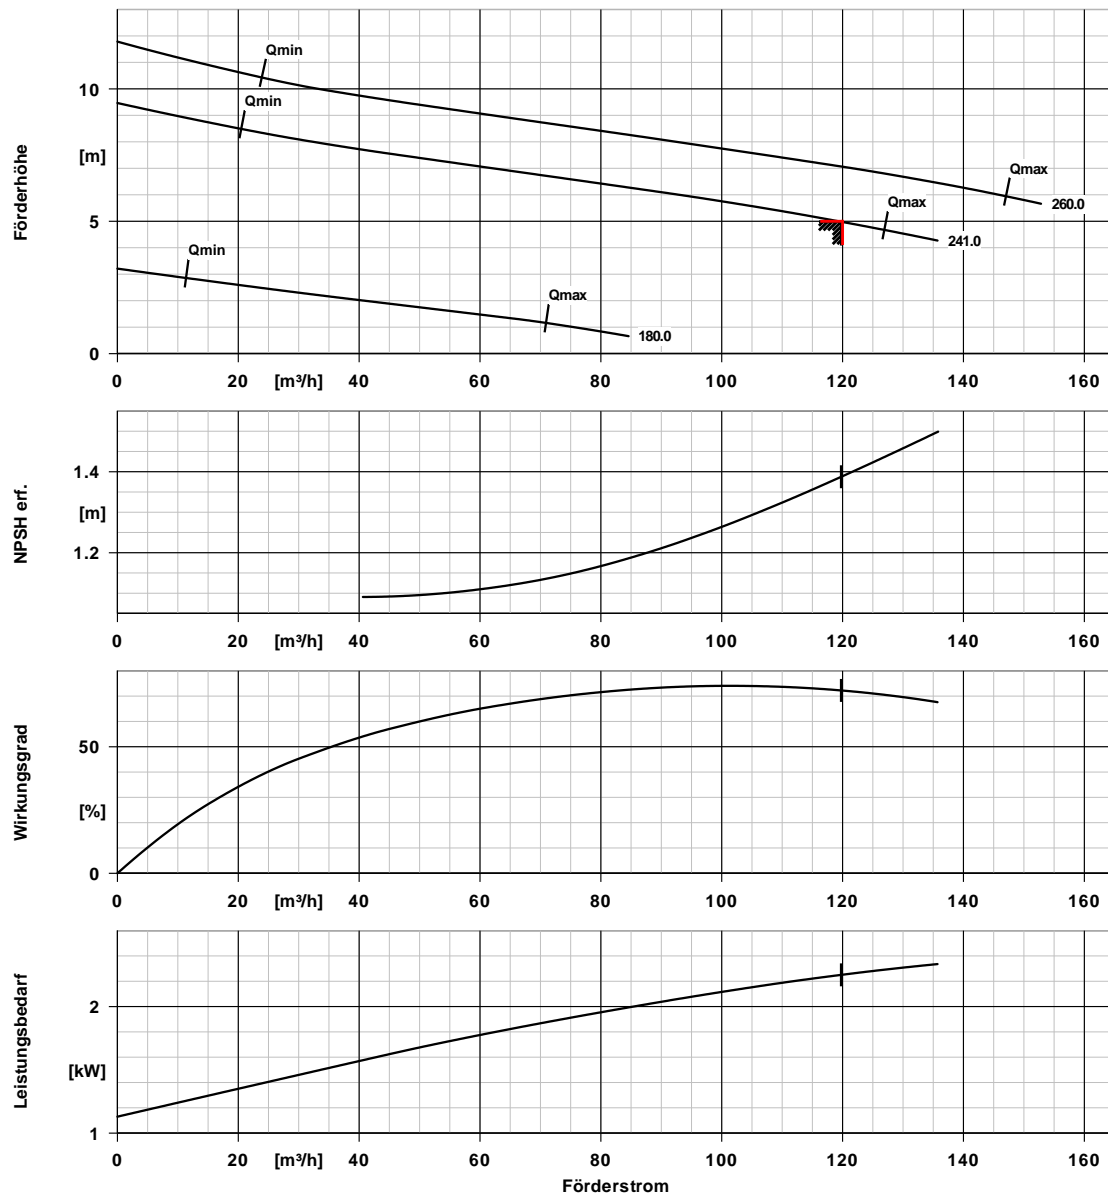 Förderhöhe
[m]
10
5
0
Qmin
Qmin
Qmin
Qmax
260.0
Qmax
241.0
Qmax
180.0
0 20 [m³/h] 40 60 80 100 120 140 160
NPSH erf.
[m]
1.4
1.2
0 20 [m³/h] 40 60 80 100 120 140 160
Wirkungsgrad
[%]
50
0
0 20 [m³/h] 40 60 80 100 120 140 160
Leistungsbedarf
[kW]
2
1
0 20 [m³/h] 40 60 80 100 120 140 160
Förderstrom